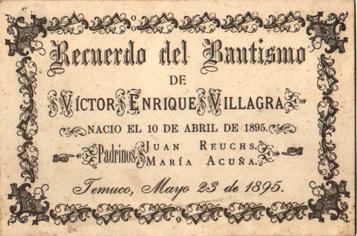 Recuerdo del Bautismo
DE
VÍCTOR ENRIQUE VILLAGRA
NACIO EL 10 DE ABRIL DE 1895.
Padrinos JUAN REUCHS.
MARÍA ACUÑA.
Temuco, Mayo 23 de 1895.